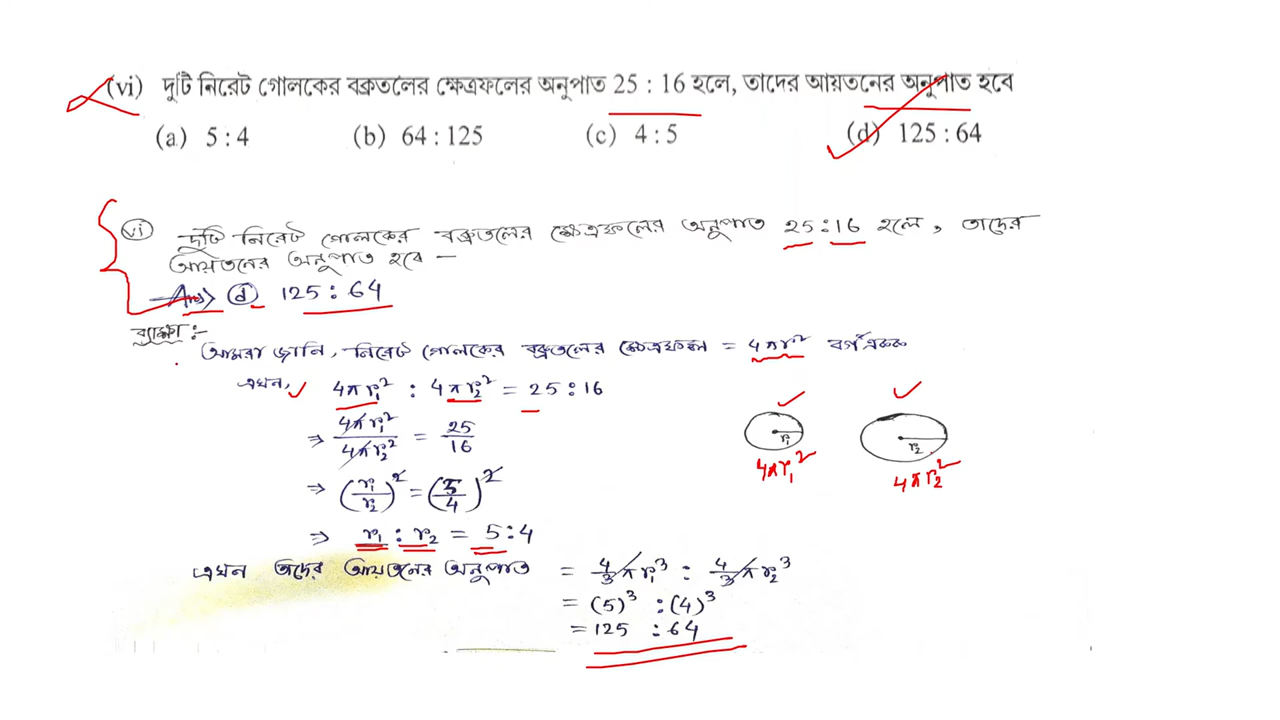 (vi) দুটি নিরেট গোলকের বক্রতলের ক্ষেত্রফলের অনুপাত 25 : 16 হলে, তাদের আয়তনের অনুপাত হবে
(a) 5 : 4 (b) 64 : 125 (c) 4 : 5 (d) 125 : 64
(vi) দুটি নিরেট গোলকের বক্রতলের ক্ষেত্রফলের অনুপাত 25:16 হলে, তাদের
আয়তনের অনুপাত হবে —
Ans> (d) 125 : 64
ব্যাখ্যা :-
আমরা জানি, নিরেট গোলকের বক্রতলের ক্ষেত্রফল = 4πr² বর্গএকক
এখন, 4πr₁² : 4πr₂² = 25 : 16
⇒ 4πr₁²/4πr₂² = 25/16
⇒ (r₁/r₂)² = (5/4)²
⇒ r₁ : r₂ = 5 : 4
r₁ r₂
4πr₁² 4πr₂²
এখন তাদের আয়তনের অনুপাত = 4/3 πr₁³ : 4/3 πr₂³
= (5)³ : (4)³
= 125 : 64